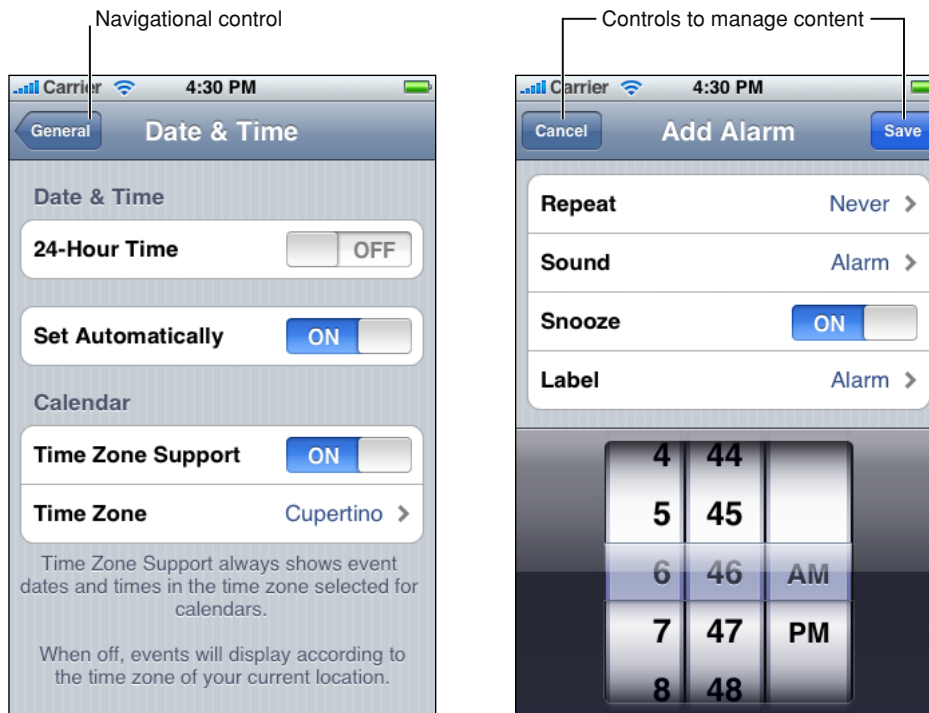 Navigational control
Controls to manage content
Carrier 4:30 PM
General Date & Time
Date & Time
24-Hour Time OFF
Set Automatically ON
Calendar
Time Zone Support ON
Time Zone Cupertino
Time Zone Support always shows event
dates and times in the time zone selected for
calendars.
When off, events will display according to
the time zone of your current location.
Carrier 4:30 PM
Cancel Add Alarm Save
Repeat Never
Sound Alarm
Snooze ON
Label Alarm
4 44
5 45
6 46 AM
7 47 PM
8 48